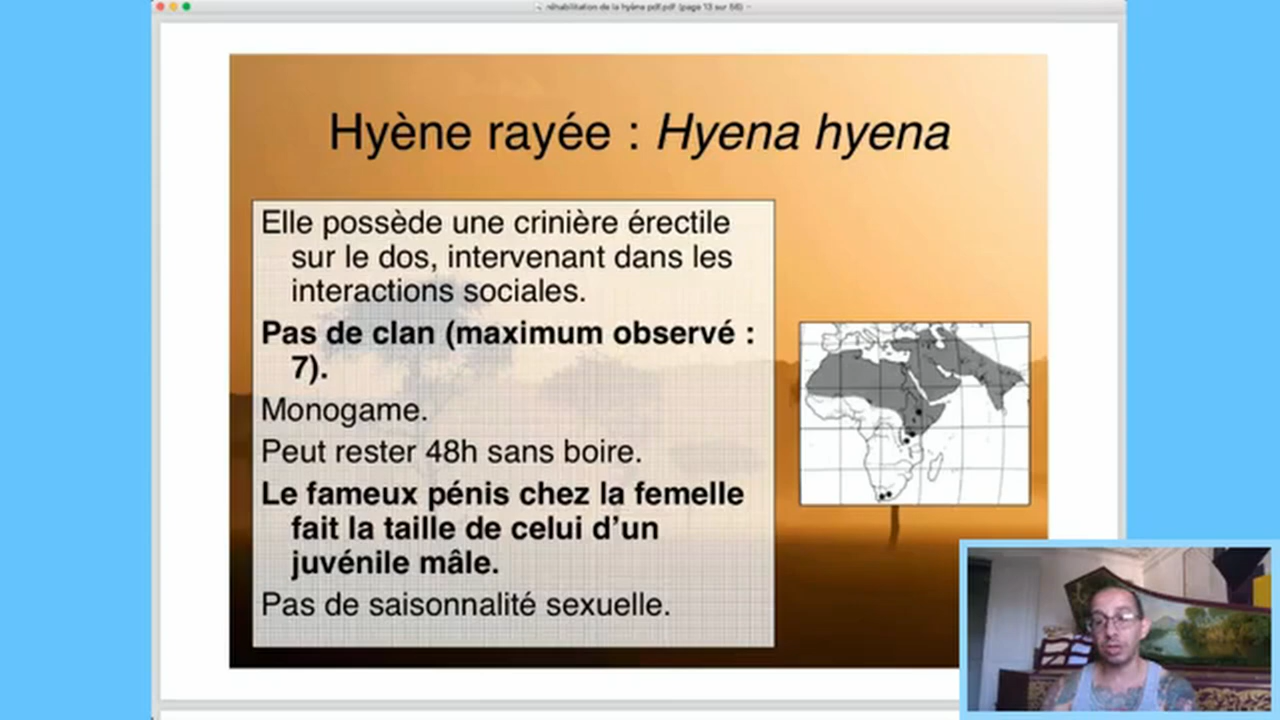 réhabilitation de la hyène pdf.pdf (page 13 sur 56)
Hyène rayée : Hyena hyena
Elle possède une crinière érectile
sur le dos, intervenant dans les
interactions sociales.
Pas de clan (maximum observé :
7).
Monogame.
Peut rester 48h sans boire.
Le fameux pénis chez la femelle
fait la taille de celui d’un
juvénile mâle.
Pas de saisonnalité sexuelle.